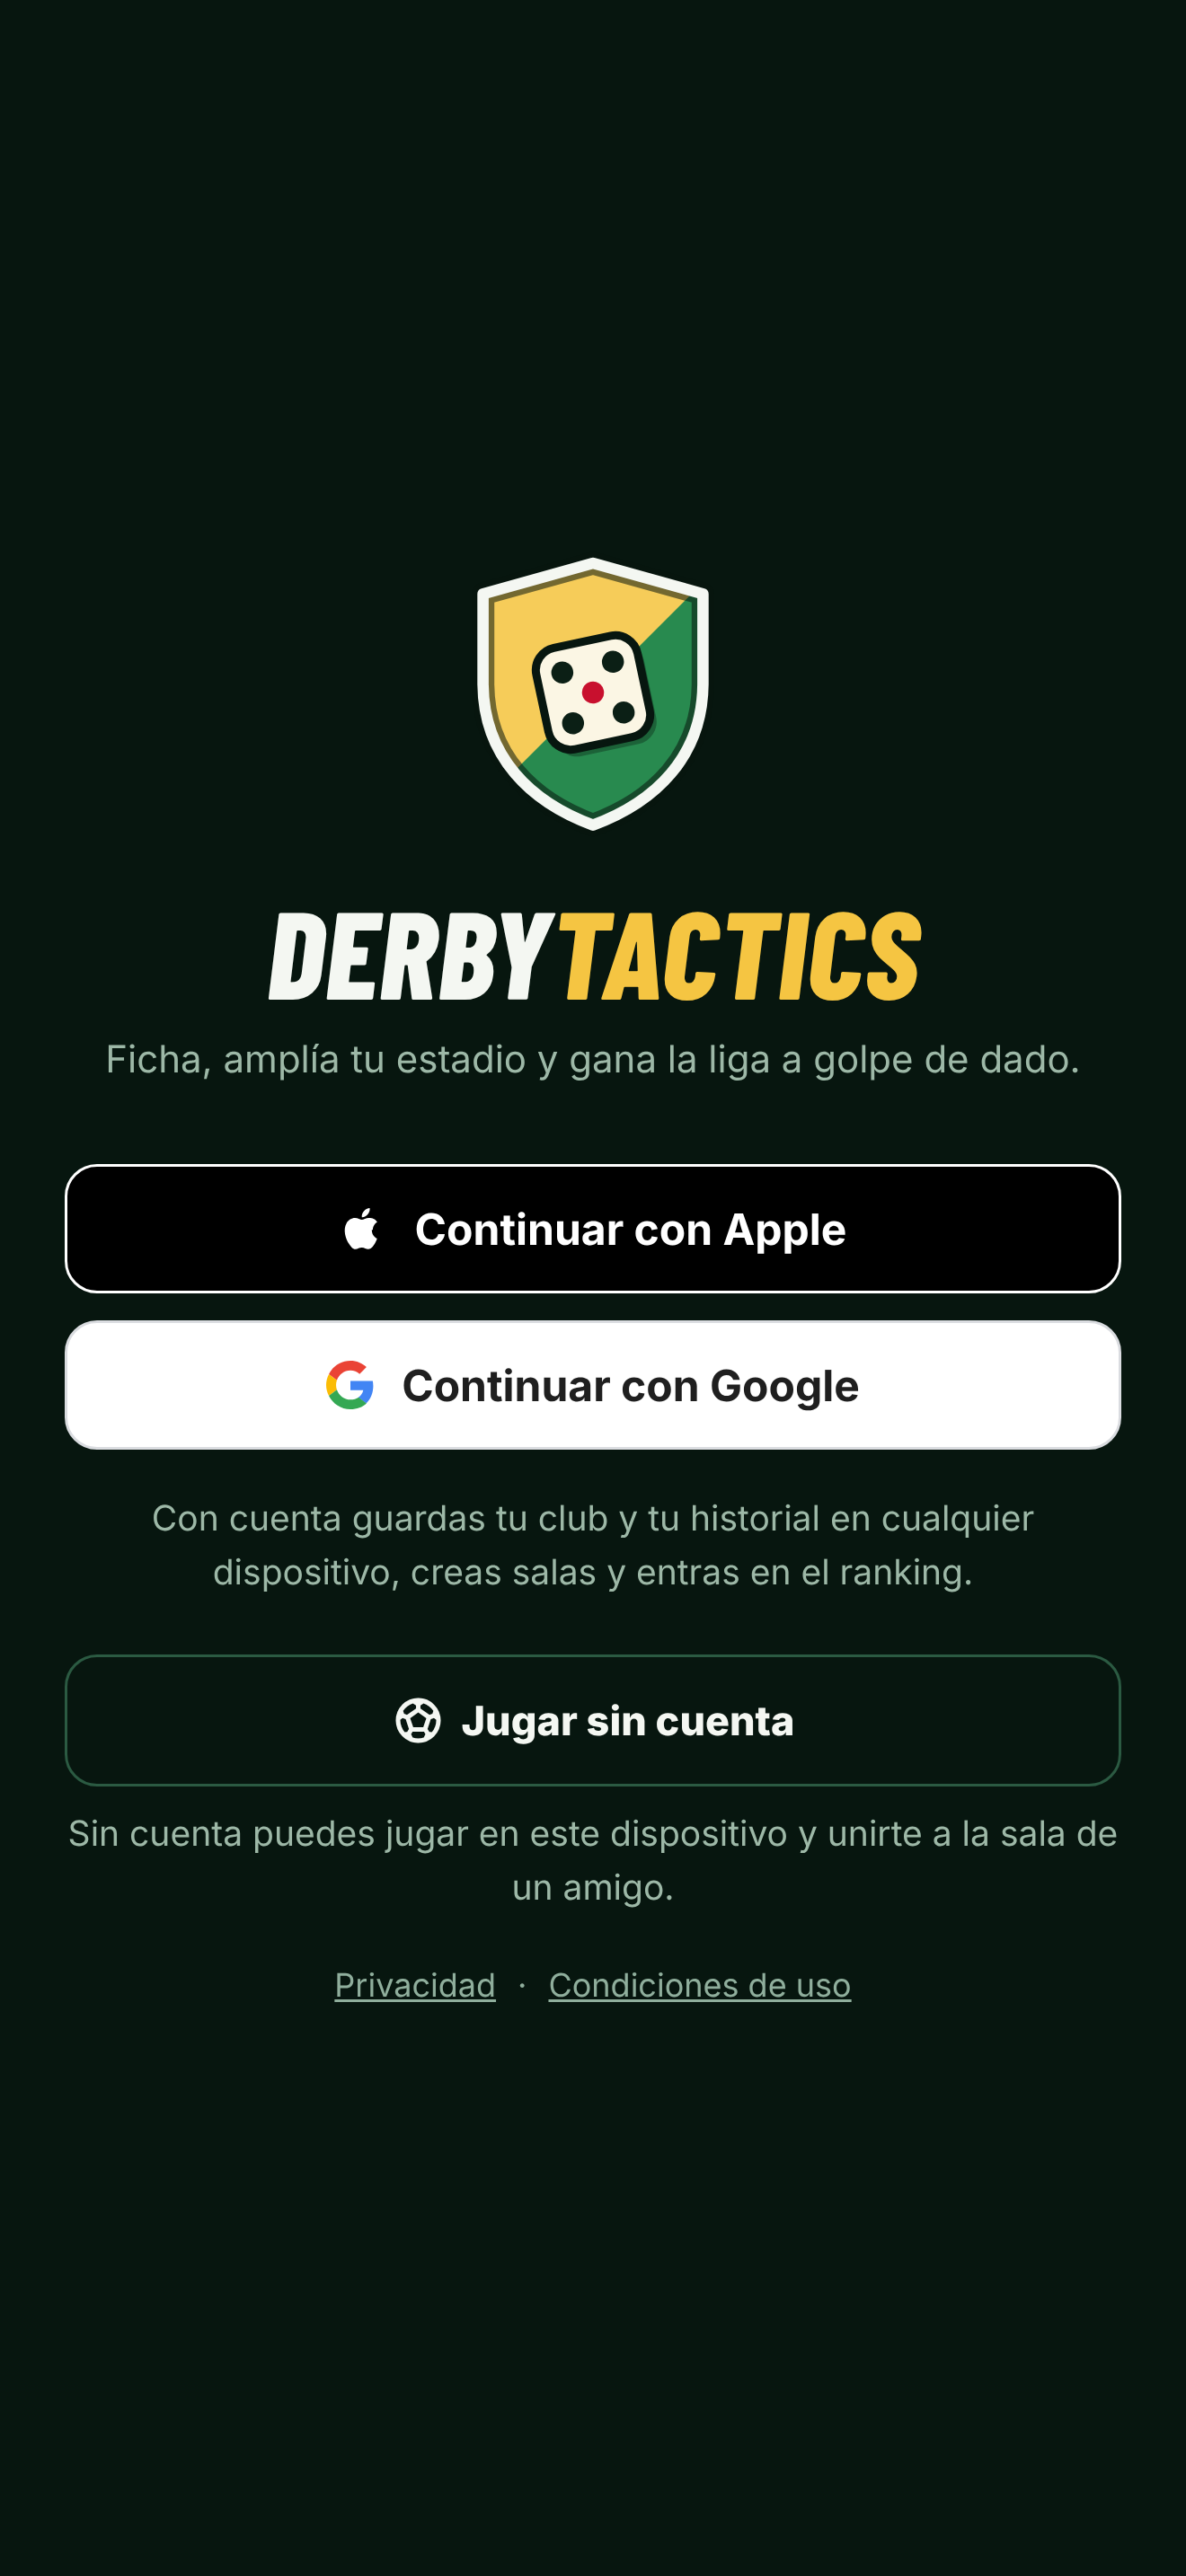 DERBYTACTICS
Ficha, amplía tu estadio y gana la liga a golpe de dado.
Continuar con Apple
Continuar con Google
Con cuenta guardas tu club y tu historial en cualquier
dispositivo, creas salas y entras en el ranking.
Jugar sin cuenta
Sin cuenta puedes jugar en este dispositivo y unirte a la sala de
un amigo.
Privacidad · Condiciones de uso